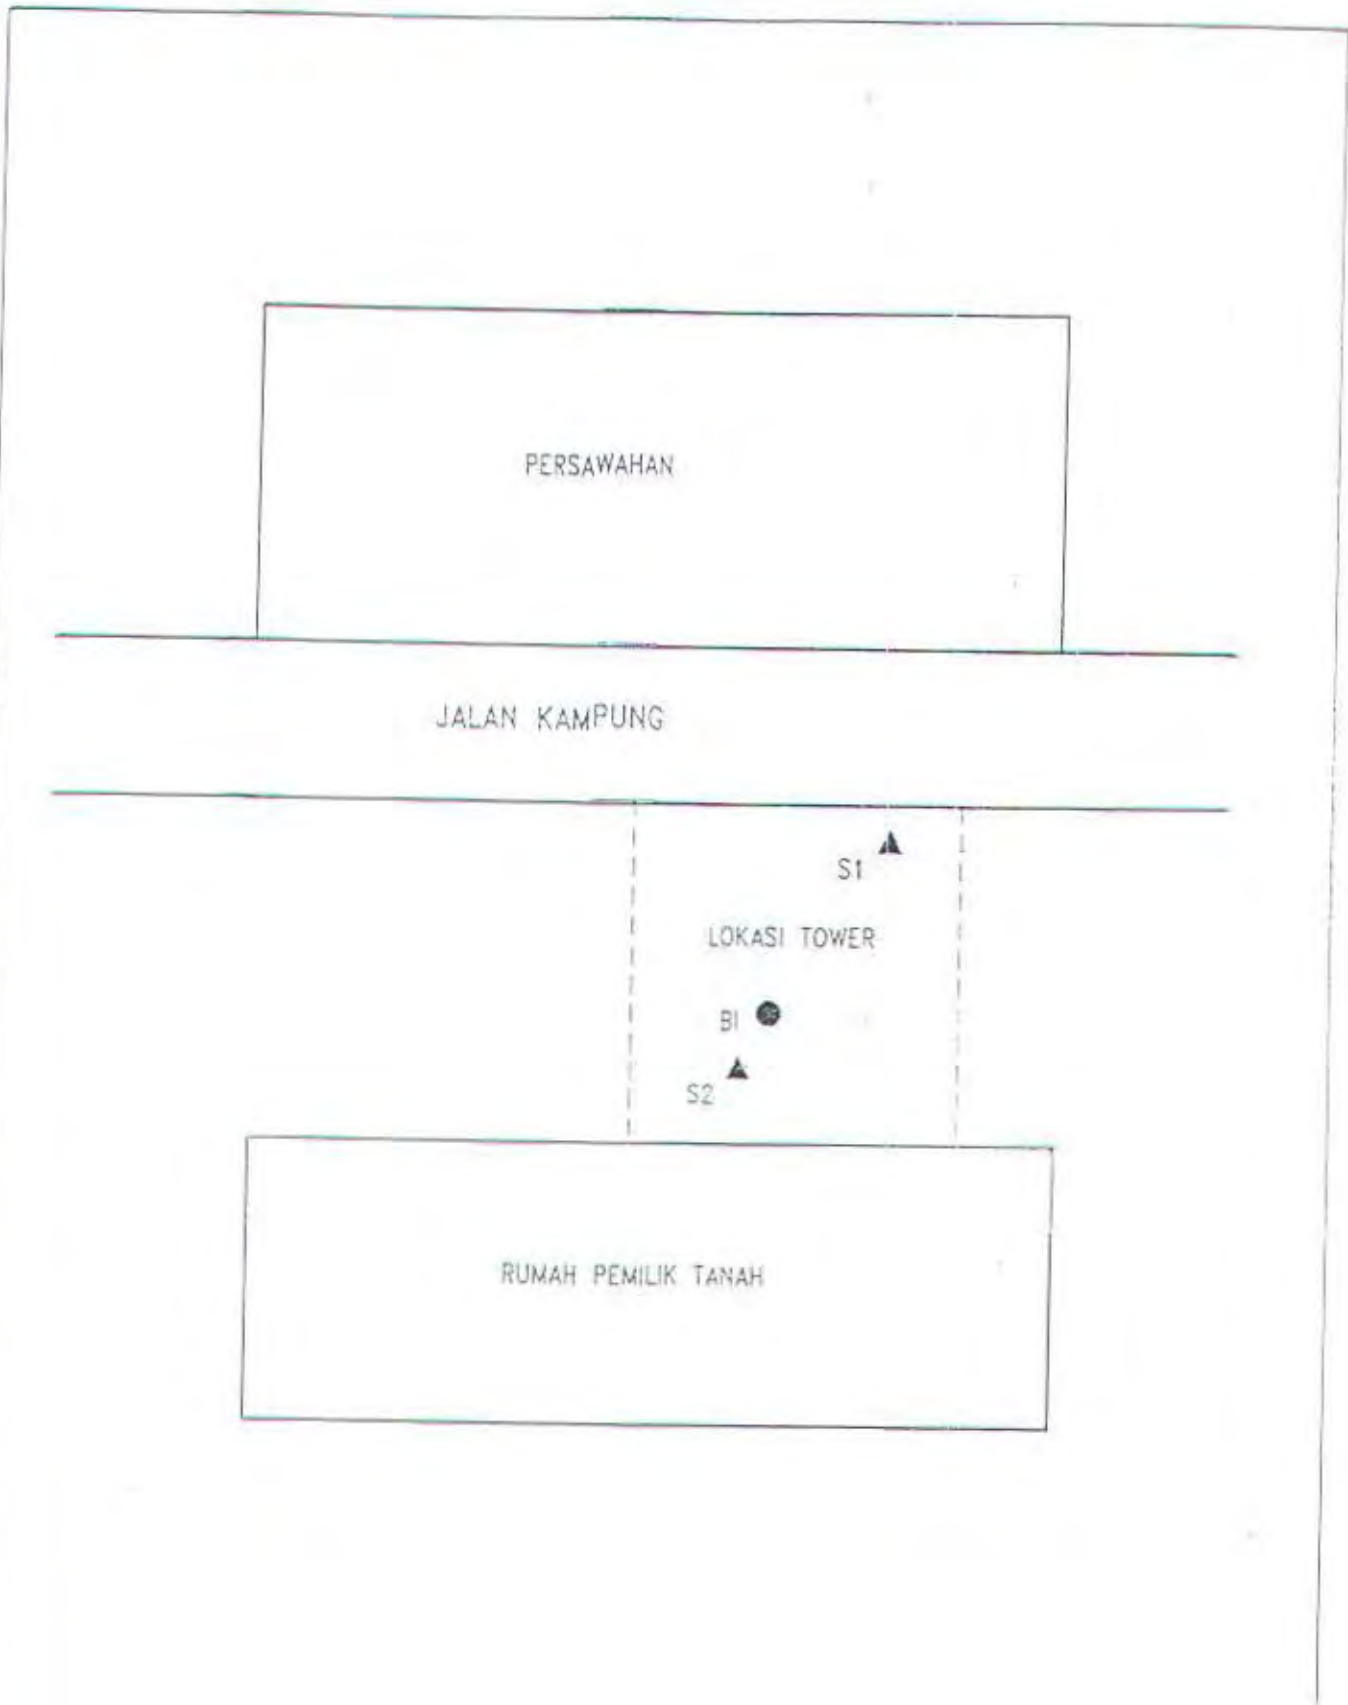 PERSAWAHAN
JALAN KAMPUNG
S1
LOKASI TOWER
BI
S2
RUMAH PEMILIK TANAH